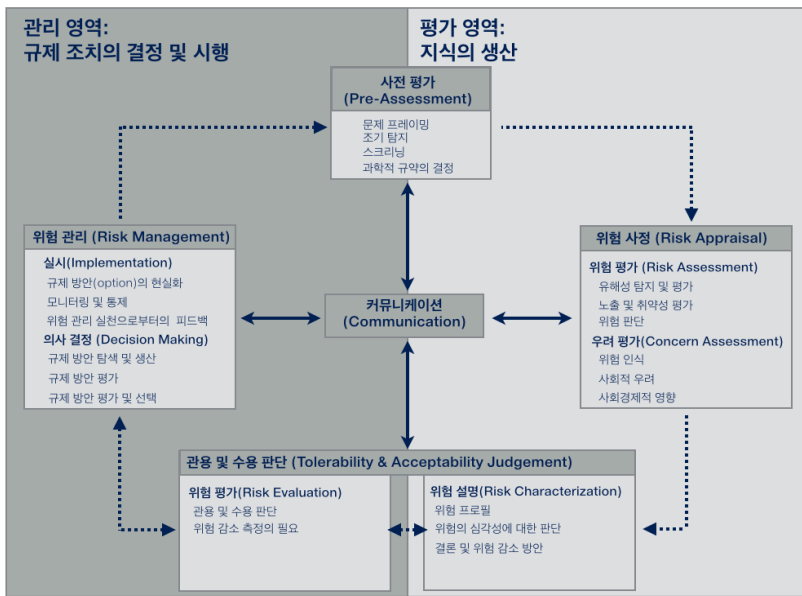 관리 영역:
규제 조치의 결정 및 시행
평가 영역:
지식의 생산
사전 평가
(Pre-Assessment)
문제 프레이밍
조기 탐지
스크리닝
과학적 규약의 결정
위험 관리 (Risk Management)
실시(Implementation)
규제 방안(option)의 현실화
모니터링 및 통제
위험 관리 실천으로부터의 피드백
의사 결정 (Decision Making)
규제 방안 탐색 및 생산
규제 방안 평가
규제 방안 평가 및 선택
커뮤니케이션
(Communication)
위험 사정 (Risk Appraisal)
위험 평가 (Risk Assessment)
유해성 탐지 및 평가
노출 및 취약성 평가
위험 판단
우려 평가(Concern Assessment)
위험 인식
사회적 우려
사회경제적 영향
관용 및 수용 판단 (Tolerability & Acceptability Judgement)
위험 평가(Risk Evaluation)
관용 및 수용 판단
위험 감소 측정의 필요
위험 설명(Risk Characterization)
위험 프로필
위험의 심각성에 대한 판단
결론 및 위험 감소 방안